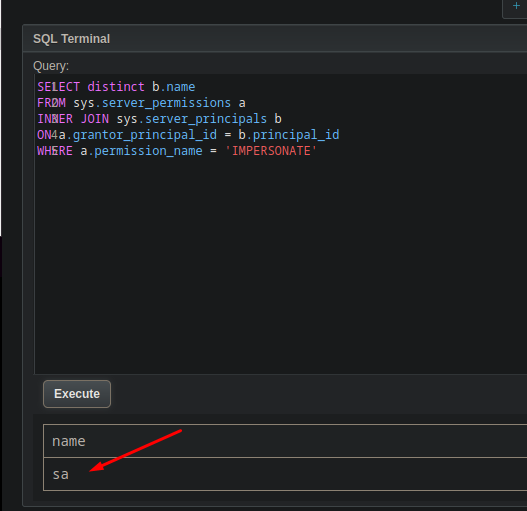 +
SQL Terminal
Query:
SELECT distinct b.name
FROM sys.server_permissions a
INNER JOIN sys.server_principals b
ON a.grantor_principal_id = b.principal_id
WHERE a.permission_name = 'IMPERSONATE'
Execute
name
sa